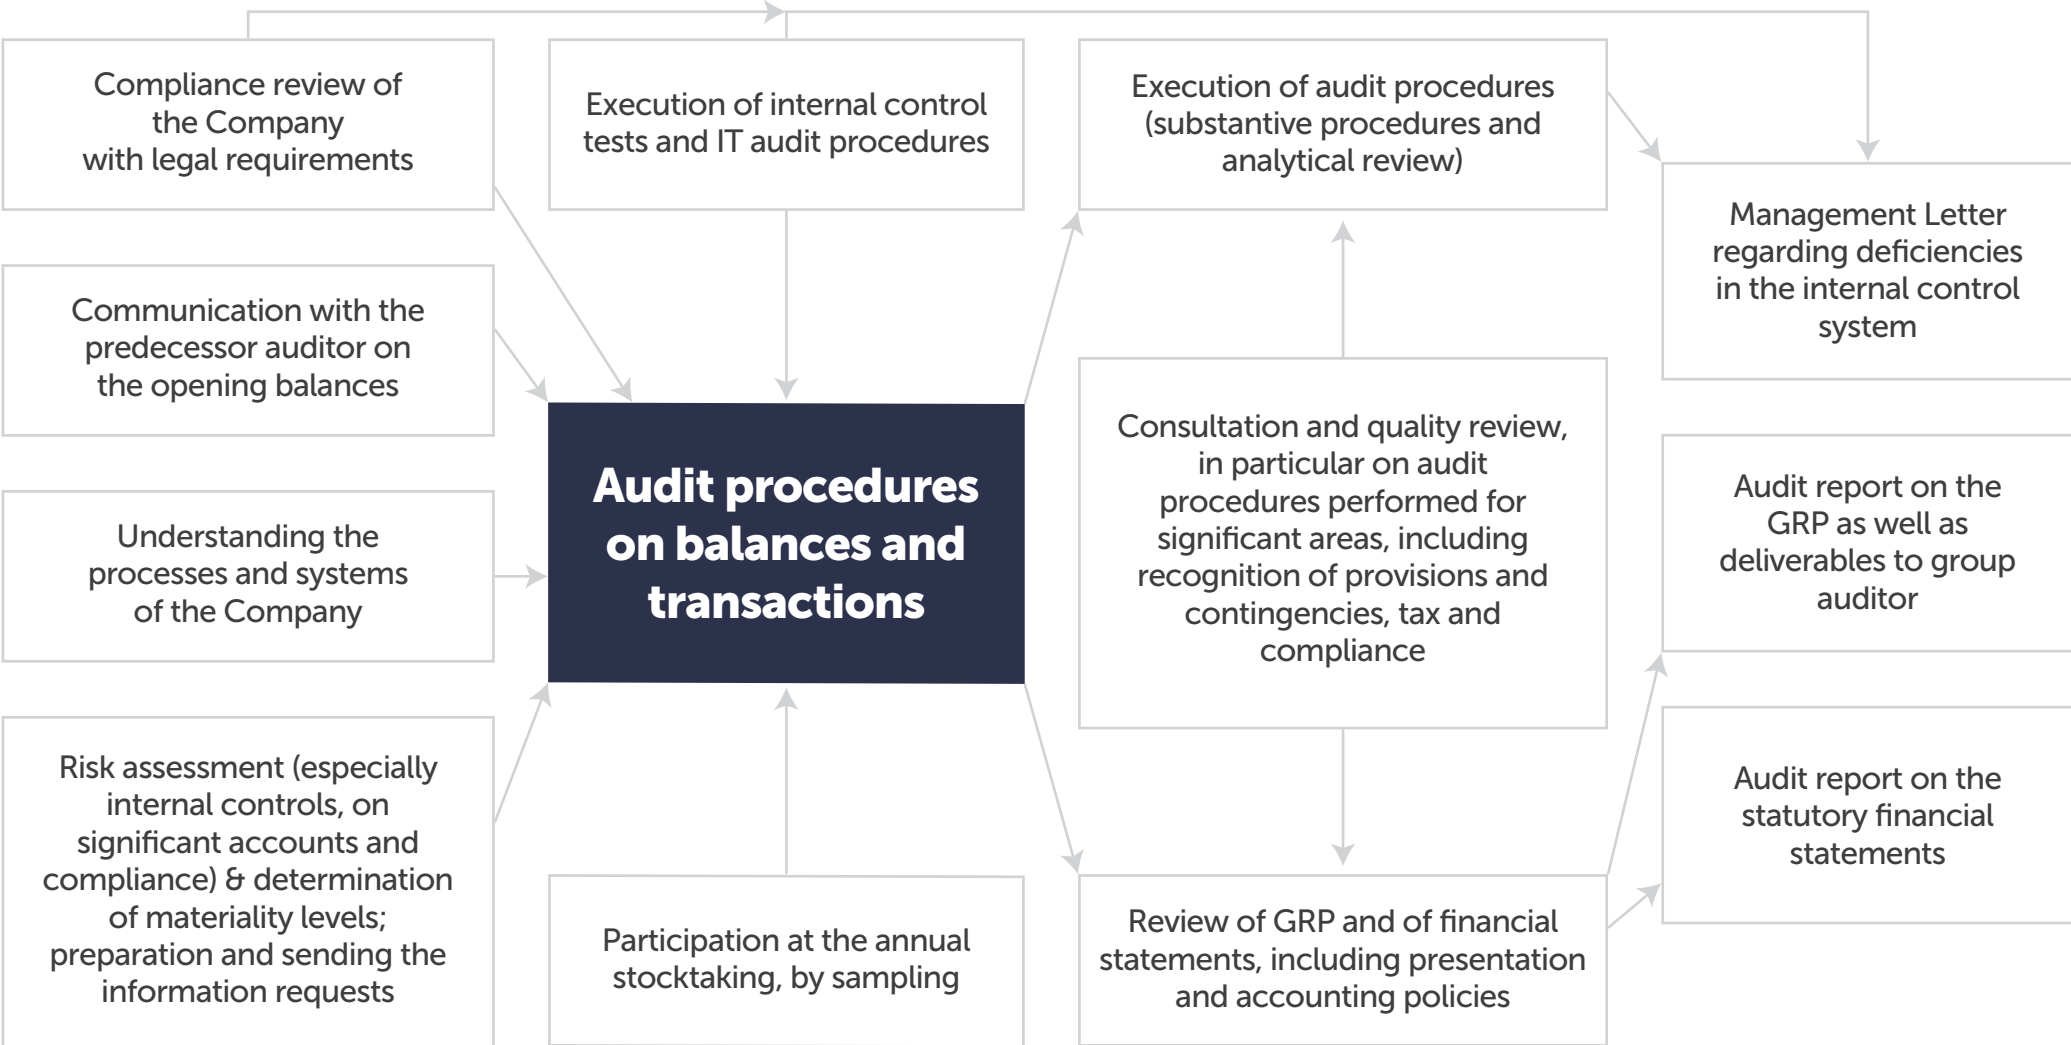 Compliance review of
the Company
with legal requirements
Communication with the
predecessor auditor on
the opening balances
Understanding the
processes and systems
of the Company
Risk assessment (especially
internal controls, on
significant accounts and
compliance) & determination
of materiality levels;
preparation and sending the
information requests
Execution of internal control
tests and IT audit procedures
Audit procedures
on balances and
transactions
Participation at the annual
stocktaking, by sampling
Execution of audit procedures
(substantive procedures and
analytical review)
Consultation and quality review,
in particular on audit
procedures performed for
significant areas, including
recognition of provisions and
contingencies, tax and
compliance
Review of GRP and of financial
statements, including presentation
and accounting policies
Management Letter
regarding deficiencies
in the internal control
system
Audit report on the
GRP as well as
deliverables to group
auditor
Audit report on the
statutory financial
statements